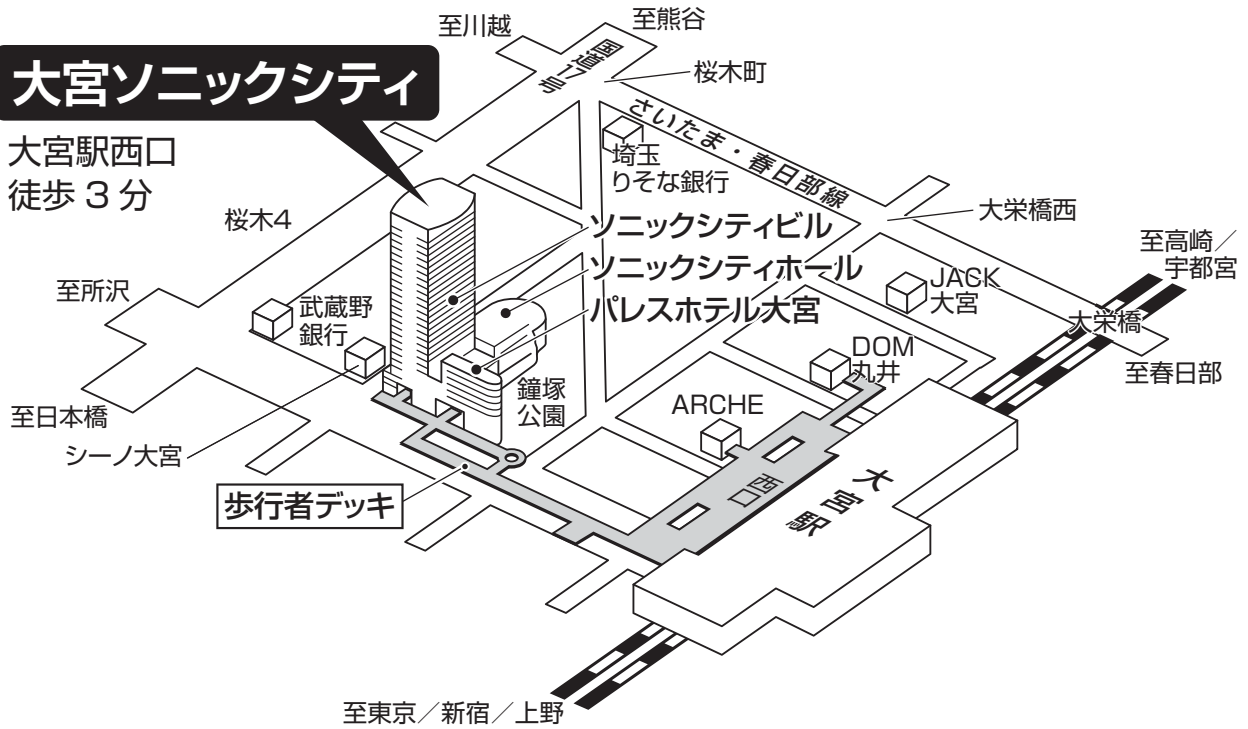 至川越
至熊谷
国道17号
桜木町
大宮ソニックシティ
大宮駅西口
徒歩 3 分
さいたま・春日部線
埼玉
りそな銀行
桜木4
大栄橋西
ソニックシティビル
ソニックシティホール
パレスホテル大宮
至高崎／
宇都宮
至所沢
武蔵野
銀行
JACK
大宮
大栄橋
DOM
丸井
至春日部
鐘塚
公園
ARCHE
至日本橋
シーノ大宮
歩行者デッキ
西口
大宮駅
至東京／新宿／上野